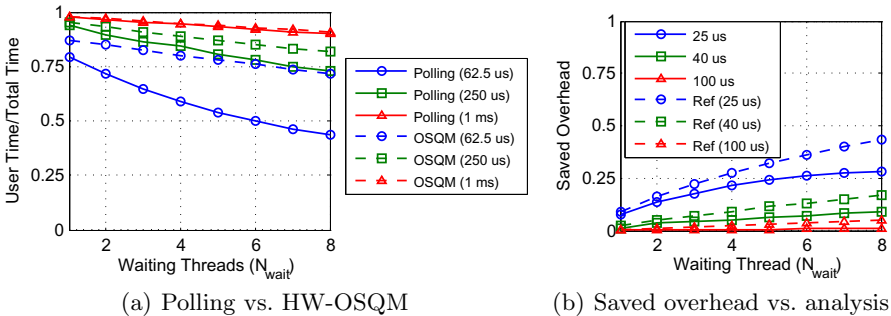 1
0.75
0.5
0.25
0
User Time/Total Time
2
4
6
8
Waiting Threads (N_wait)
Polling (62.5 us)
Polling (250 us)
Polling (1 ms)
OSQM (62.5 us)
OSQM (250 us)
OSQM (1 ms)
(a) Polling vs. HW-OSQM
1
0.75
0.5
0.25
0
Saved Overhead
25 us
40 us
100 us
Ref (25 us)
Ref (40 us)
Ref (100 us)
2
4
6
8
Waiting Thread (N_wait)
(b) Saved overhead vs. analysis